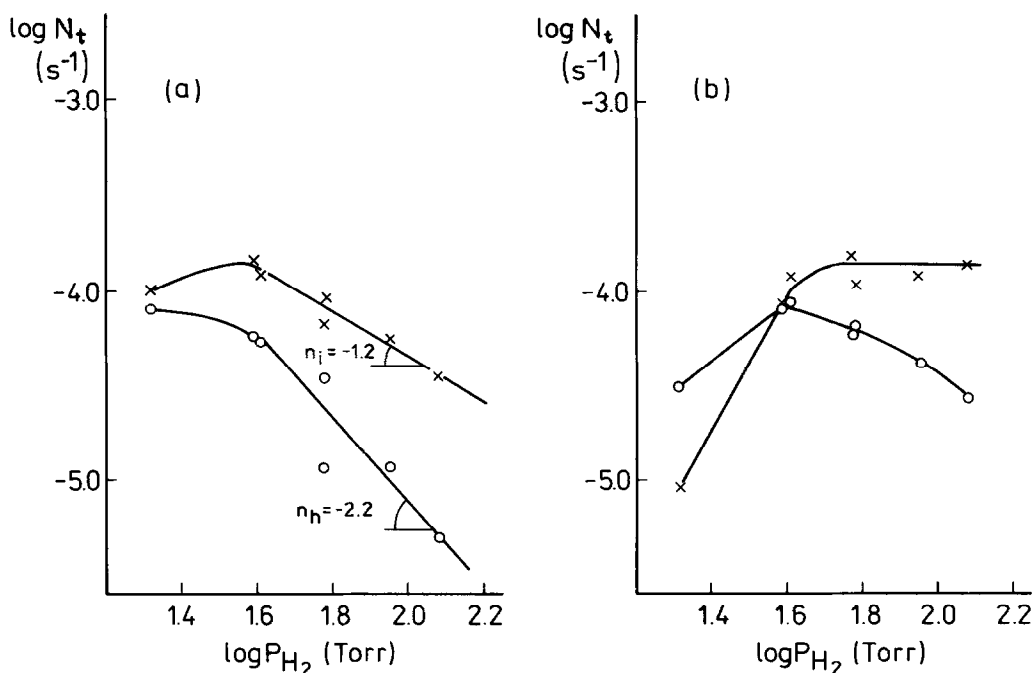 log N_t
(s⁻¹)
(a)
-3.0
-4.0
-5.0
n_i = -1.2
n_h = -2.2
1.4 1.6 1.8 2.0 2.2
logP_H₂ (Torr)
log N_t
(s⁻¹)
(b)
-3.0
-4.0
-5.0
1.4 1.6 1.8 2.0 2.2
logP_H₂ (Torr)